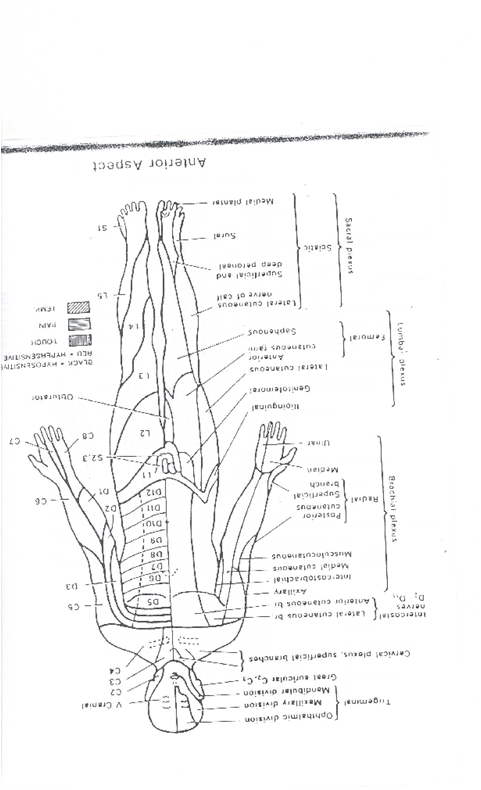 Ophthalmic division
Maxillary division
Mandibular division
Trigeminal
Great auricular C2, C3
Cervical plexus, superficial branches
Lateral cutaneous br
Anterior cutaneous br
Intercostal
nerves
Axillary
Intercostobrachial
Medial cutaneous
Musculocutaneous
Posterior
cutaneous
Superficial
branch
Radial
Median
Ulnar
Brachial plexus
Ilioinguinal
Genitofemoral
Lateral cutaneous
Anterior
cutaneous
Saphenous
Femoral
Lumbar plexus
Lateral cutaneous
nerve of calf
Superficial and
deep peroneal
Sural
Medial plantar
Sciatic
Sacral plexus
V Cranial
C2
C3
C4
C5
D3
D5
D6
D7
D8
D9
D10
D11
D12
L1
D2
D1
C6
C7
C8
S2,3
L2
Obturator
L3
L4
L5
S1
BLACK = HYPOSENSITIVE
BLU = HYPENSITIVE
TOUCH
PAIN
TEMP
Anterior Aspect